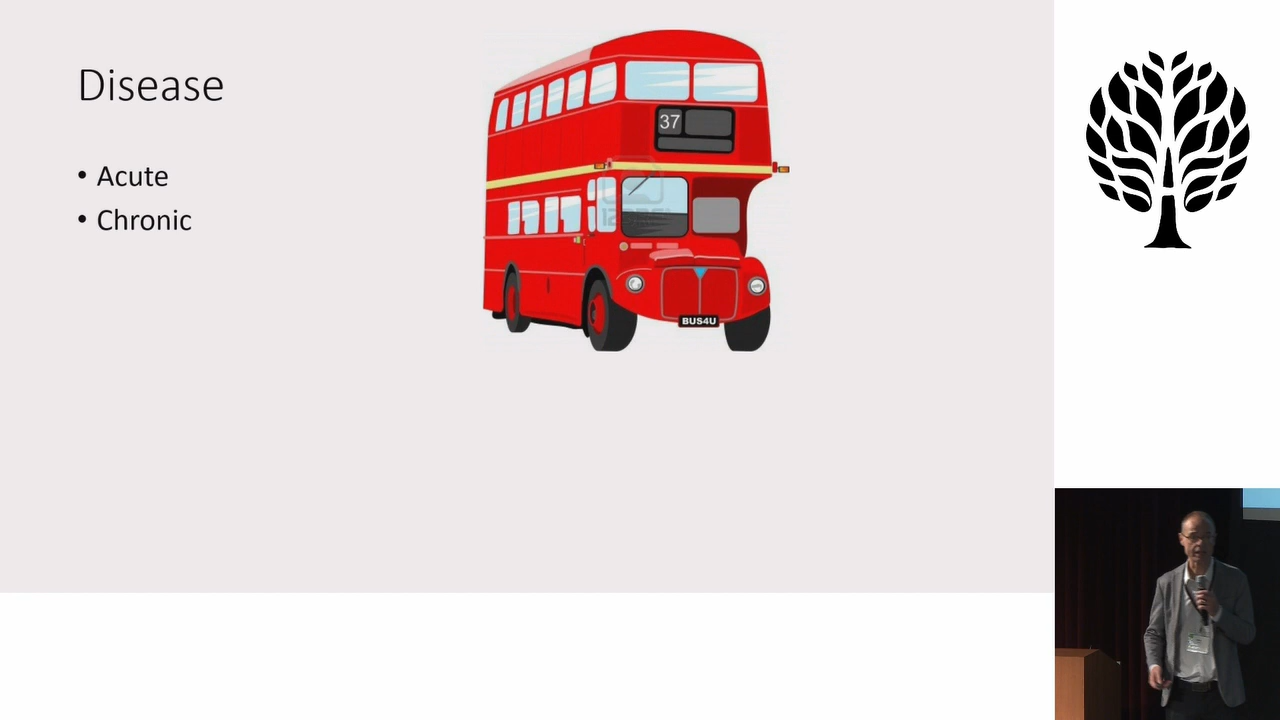 Disease
• Acute
• Chronic
37
BUS4U